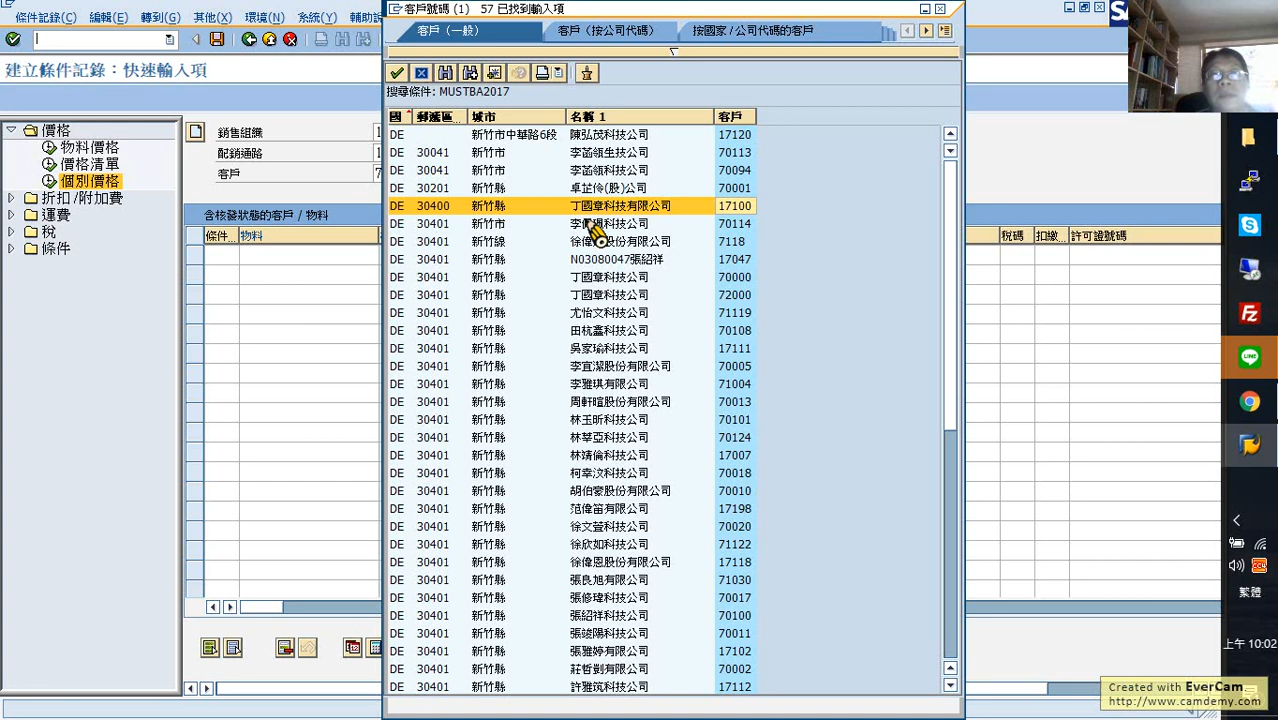 條件記錄(C) 編輯(E) 轉到(G) 其他(X) 環境(N) 系統(Y) 輔助說
建立條件記錄：快速輸入項
價格
物料價格
價格清單
個別價格
折扣/附加費
運費
稅
條件
銷售組織
配銷通路
客戶
含核發狀態的客戶/物料
條件... 物料
稅碼 扣繳... 許可證號碼
客戶號碼 (1) 57 已找到輸入項
客戶（一般） 客戶（按公司代碼） 按國家/公司代碼的客戶
搜尋條件: MUSTBA2017
國 郵遞區... 城市 名稱 1 客戶
DE 新竹市中華路6段 陳弘茂科技公司 17120
DE 30041 新竹市 李菡領生技公司 70113
DE 30041 新竹市 李菡領科技公司 70094
DE 30201 新竹縣 卓芷伶(股)公司 70001
DE 30400 新竹縣 丁國章科技有限公司 17100
DE 30401 新竹市 科技公司 70114
DE 30401 新竹線 徐偉 股份有限公司 7118
DE 30401 新竹縣 N03080047張紹祥 17047
DE 30401 新竹縣 丁國章科技公司 70000
DE 30401 新竹縣 丁國章科技公司 72000
DE 30401 新竹縣 尤怡文科技公司 71119
DE 30401 新竹縣 田杭鑫科技公司 70108
DE 30401 新竹縣 吳家瑜科技公司 17111
DE 30401 新竹縣 李宜潔股份有限公司 70005
DE 30401 新竹縣 李雅琪有限公司 71004
DE 30401 新竹縣 周軒暄股份有限公司 70013
DE 30401 新竹縣 林玉昕科技公司 70101
DE 30401 新竹縣 林莘亞科技公司 70124
DE 30401 新竹縣 林婧倫科技公司 17007
DE 30401 新竹縣 柯幸汶科技公司 70018
DE 30401 新竹縣 胡伯豪股份有限公司 70010
DE 30401 新竹縣 范偉笛有限公司 17198
DE 30401 新竹縣 徐文萱科技公司 70020
DE 30401 新竹縣 徐欣如科技公司 71122
DE 30401 新竹縣 徐偉恩股份有限公司 17118
DE 30401 新竹縣 張良旭有限公司 71030
DE 30401 新竹縣 張修瑋科技公司 70017
DE 30401 新竹縣 張紹祥科技公司 70100
DE 30401 新竹縣 張竣陽科技公司 70011
DE 30401 新竹縣 張雅婷有限公司 17102
DE 30401 新竹縣 莊哲剴有限公司 70002
DE 30401 新竹縣 許雅筑科技公司 17112
繁體
上午 10:02
Created with EverCam
http://www.camdemy.com